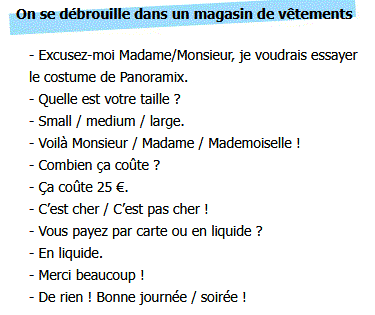 On se débrouille dans un magasin de vêtements
- Excusez-moi Madame/Monsieur, je voudrais essayer
le costume de Panoramix.
- Quelle est votre taille ?
- Small / medium / large.
- Voilà Monsieur / Madame / Mademoiselle !
- Combien ça coûte ?
- Ça coûte 25 €.
- C'est cher / C'est pas cher !
- Vous payez par carte ou en liquide ?
- En liquide.
- Merci beaucoup !
- De rien ! Bonne journée / soirée !